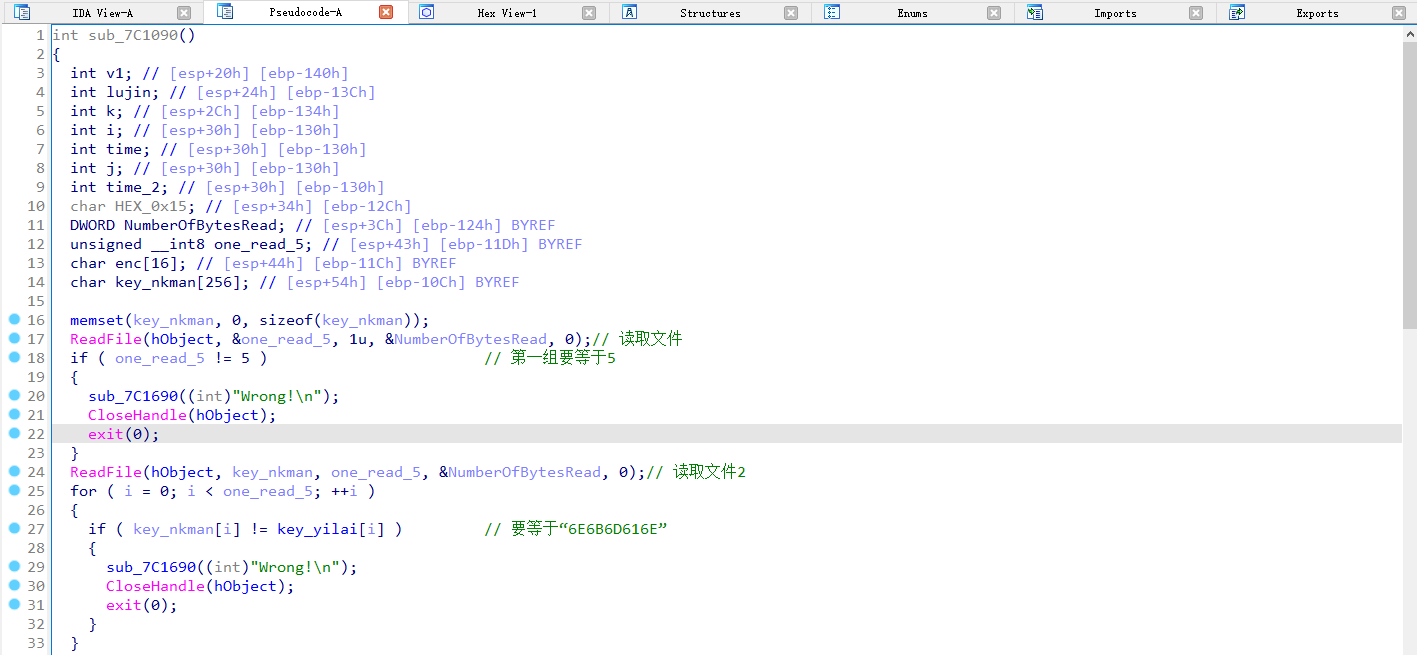 IDA View-A Pseudocode-A Hex View-1 Structures Enums Imports Exports
1 int sub_7C1090()
2 {
3 int v1; // [esp+20h] [ebp-140h]
4 int lujin; // [esp+24h] [ebp-13Ch]
5 int k; // [esp+2Ch] [ebp-134h]
6 int i; // [esp+30h] [ebp-130h]
7 int time; // [esp+30h] [ebp-130h]
8 int j; // [esp+30h] [ebp-130h]
9 int time_2; // [esp+30h] [ebp-130h]
10 char HEX_0x15; // [esp+34h] [ebp-12Ch]
11 DWORD NumberOfBytesRead; // [esp+3Ch] [ebp-124h] BYREF
12 unsigned __int8 one_read_5; // [esp+43h] [ebp-11Dh] BYREF
13 char enc[16]; // [esp+44h] [ebp-11Ch] BYREF
14 char key_nkman[256]; // [esp+54h] [ebp-10Ch] BYREF
15
16 memset(key_nkman, 0, sizeof(key_nkman));
17 ReadFile(hObject, &one_read_5, 1u, &NumberOfBytesRead, 0);// 读取文件
18 if ( one_read_5 != 5 ) // 第一组要等于5
19 {
20 sub_7C1690((int)"Wrong!\n");
21 CloseHandle(hObject);
22 exit(0);
23 }
24 ReadFile(hObject, key_nkman, one_read_5, &NumberOfBytesRead, 0);// 读取文件2
25 for ( i = 0; i < one_read_5; ++i )
26 {
27 if ( key_nkman[i] != key_yilai[i] ) // 要等于“6E6B6D616E”
28 {
29 sub_7C1690((int)"Wrong!\n");
30 CloseHandle(hObject);
31 exit(0);
32 }
33 }